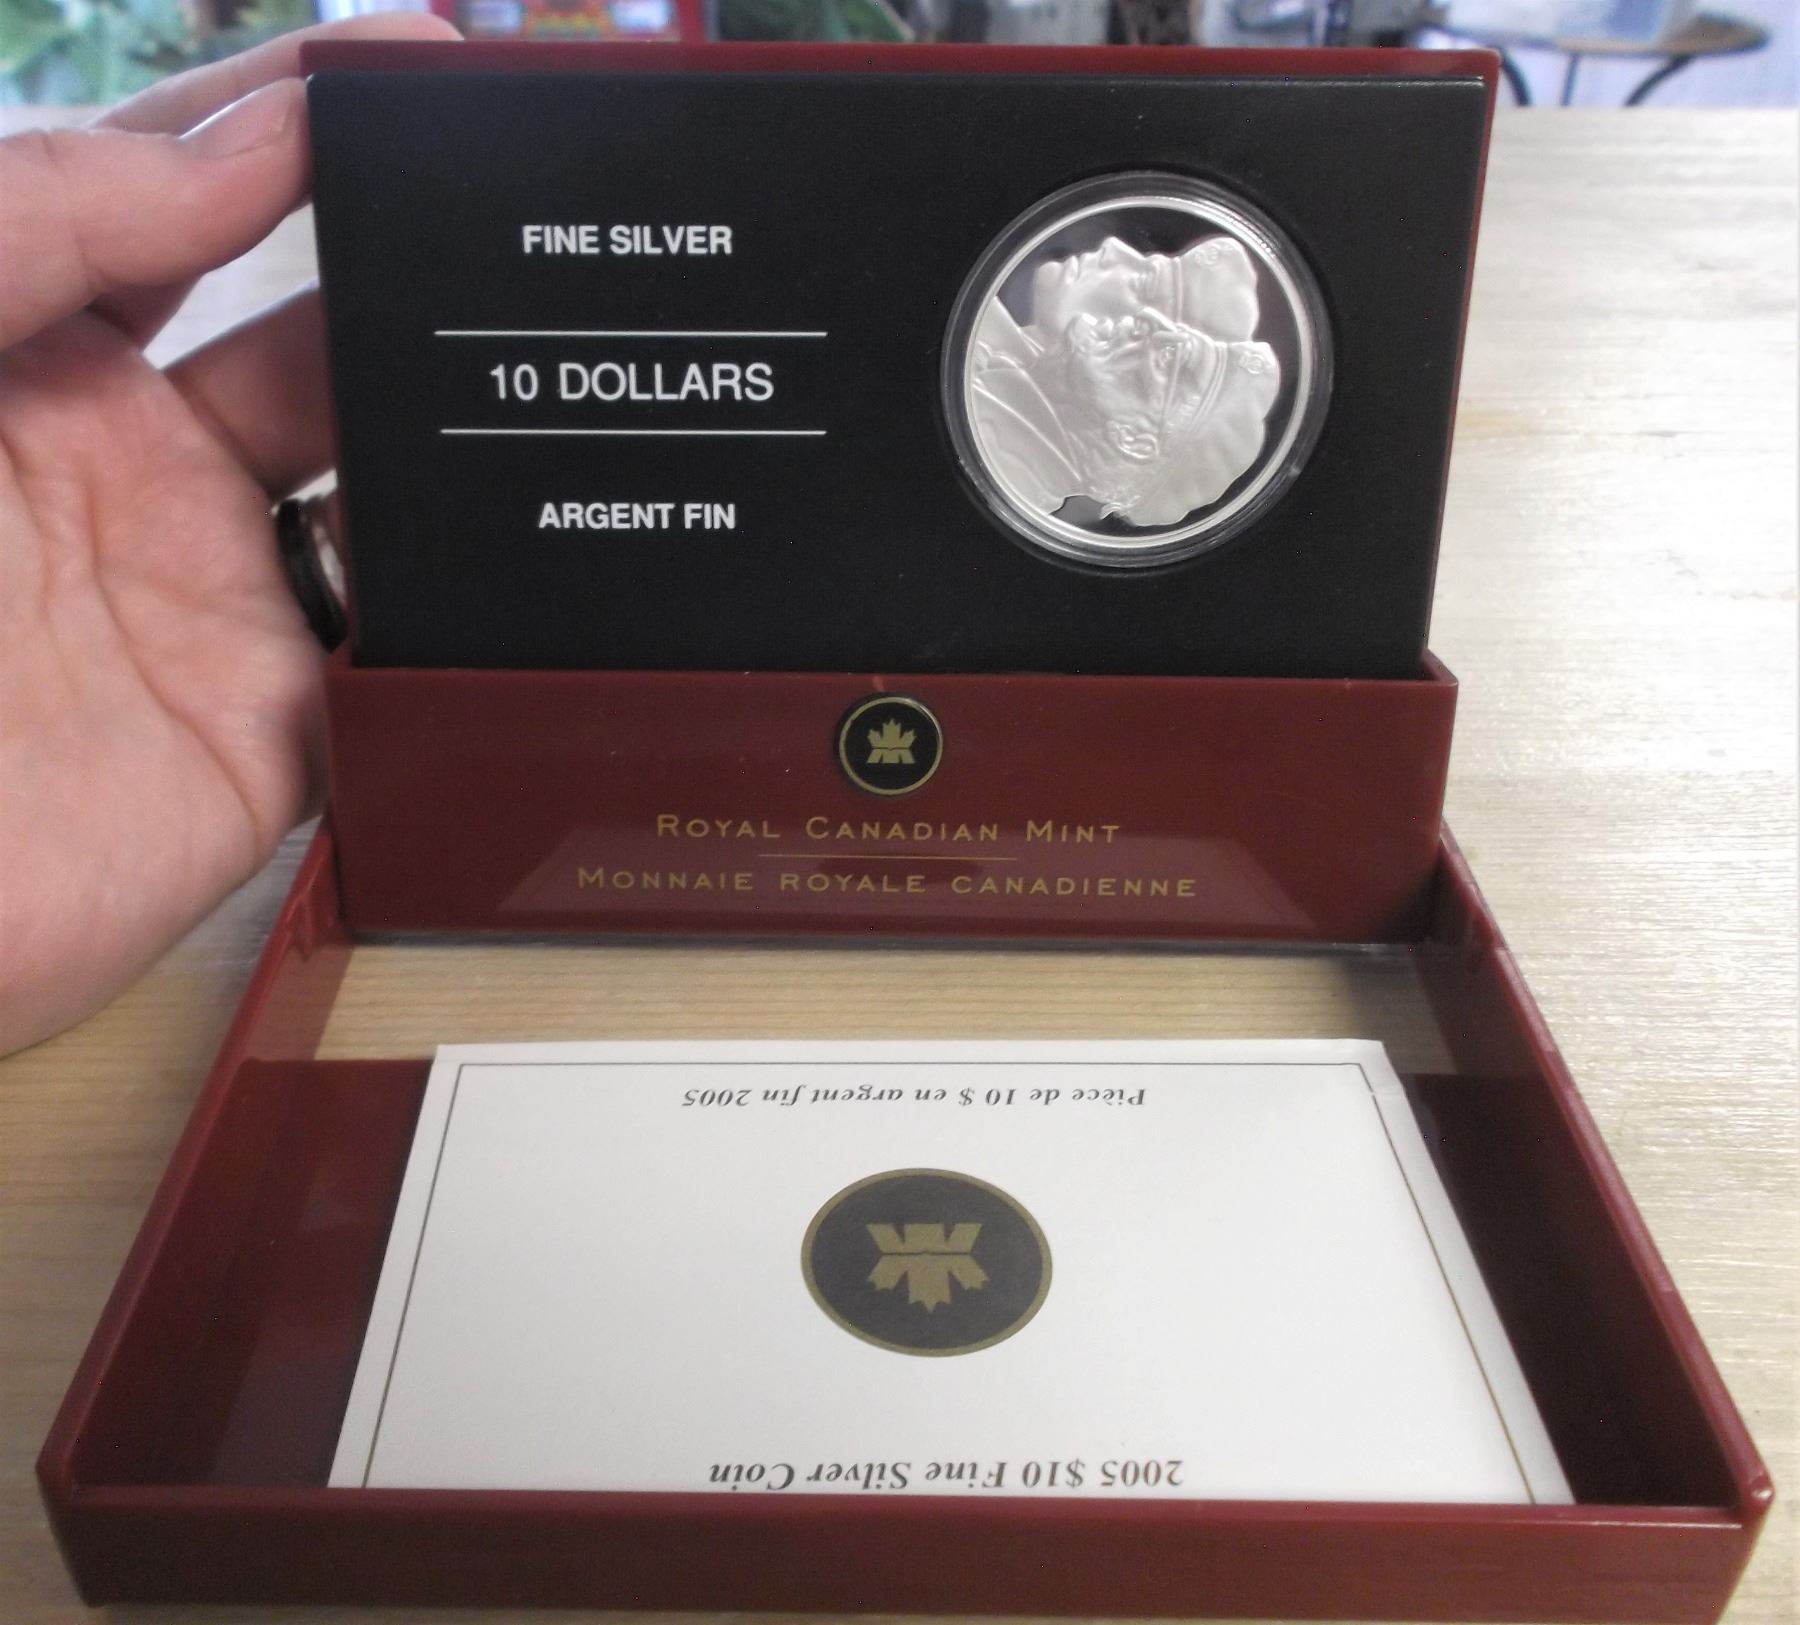 FINE SILVER
10 DOLLARS
ARGENT FIN
ROYAL CANADIAN MINT
MONNAIE ROYALE CANADIENNE
Pièce de 10 $ en argent fin 2005
2005 $10 Fine Silver Coin